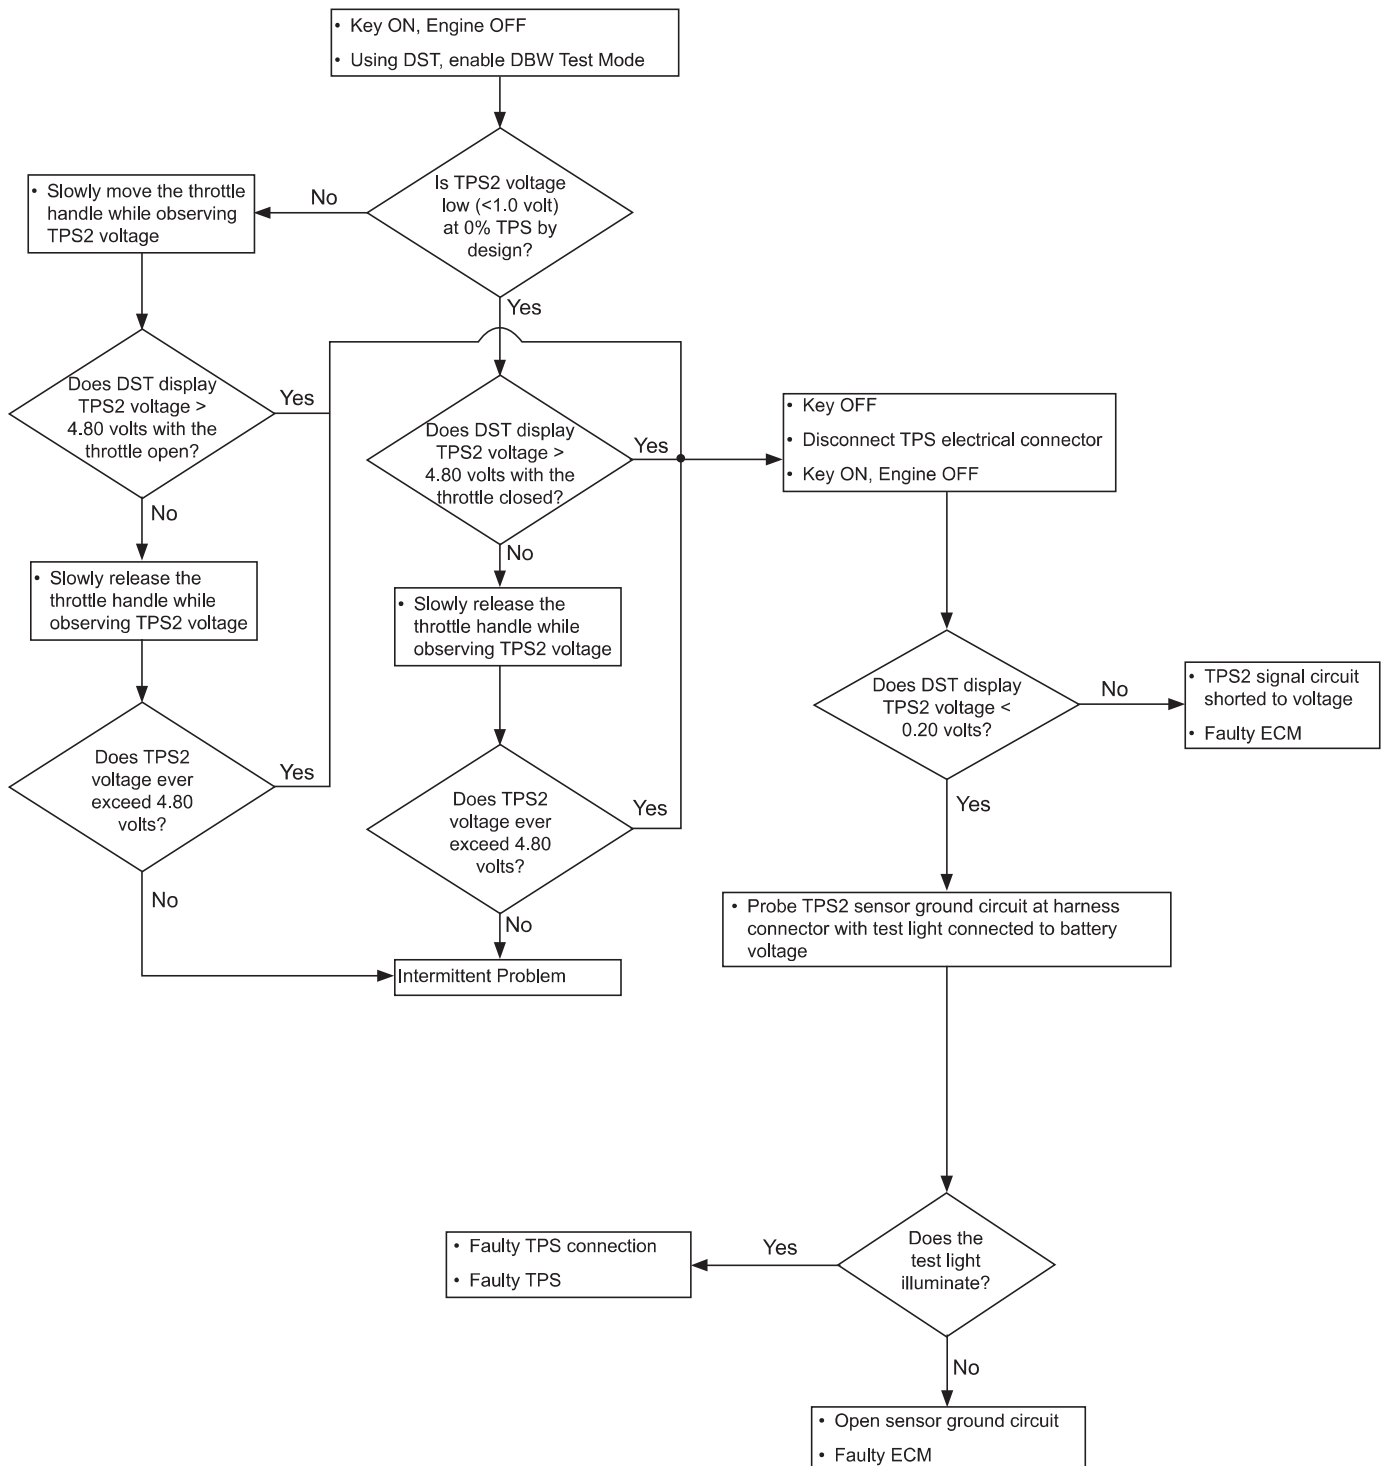 • Key ON, Engine OFF
• Using DST, enable DBW Test Mode
Is TPS2 voltage
low (<1.0 volt)
at 0% TPS by
design?
No
Yes
• Slowly move the throttle
handle while observing
TPS2 voltage
Does DST display
TPS2 voltage >
4.80 volts with the
throttle open?
Yes
No
• Slowly release the
throttle handle while
observing TPS2 voltage
Does TPS2
voltage ever
exceed 4.80
volts?
Yes
No
Does DST display
TPS2 voltage >
4.80 volts with the
throttle closed?
Yes
No
• Slowly release the
throttle handle while
observing TPS2 voltage
Does TPS2
voltage ever
exceed 4.80
volts?
Yes
No
Intermittent Problem
• Key OFF
• Disconnect TPS electrical connector
• Key ON, Engine OFF
Does DST display
TPS2 voltage <
0.20 volts?
No
• TPS2 signal circuit
shorted to voltage
• Faulty ECM
Yes
• Probe TPS2 sensor ground circuit at harness
connector with test light connected to battery
voltage
Does the
test light
illuminate?
Yes
• Faulty TPS connection
• Faulty TPS
No
• Open sensor ground circuit
• Faulty ECM